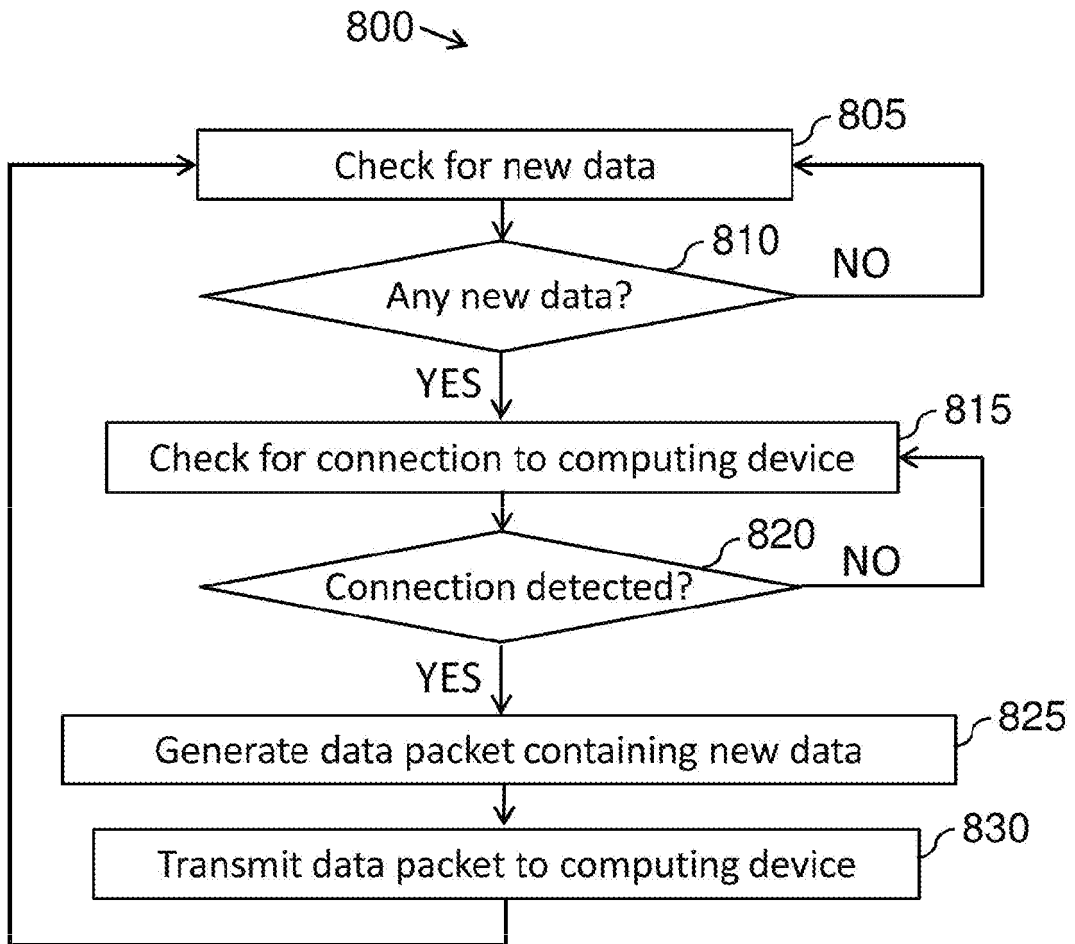 800
805
Check for new data
810
NO
Any new data?
YES
815
Check for connection to computing device
820
NO
Connection detected?
YES
825
Generate data packet containing new data
830
Transmit data packet to computing device